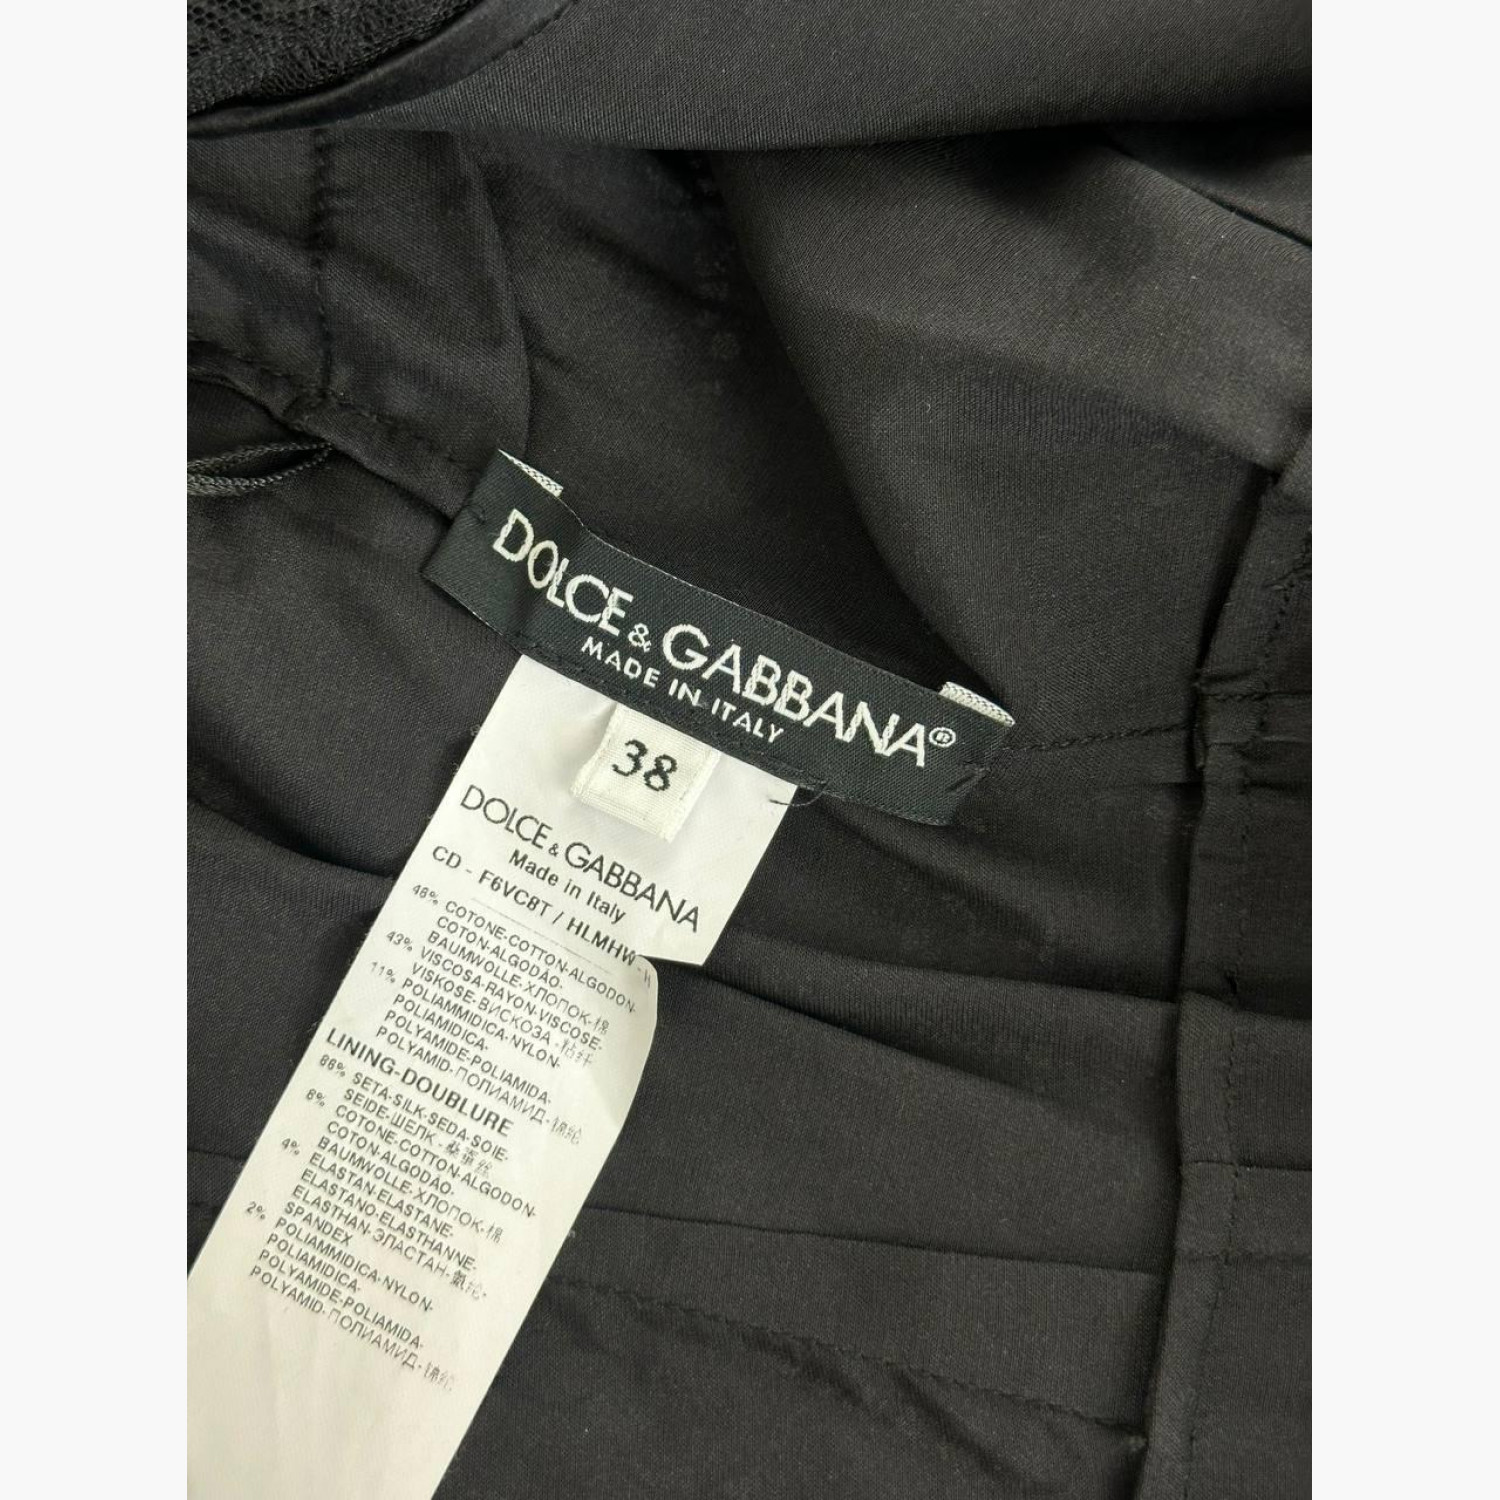 DOLCE & GABBANA®
MADE IN ITALY
38
DOLCE & GABBANA
Made in Italy
CD - F6VC8T / HLMHW -
46% COTONE-COTTON-ALGODON-
COTON-ALGODÃO-
BAUMWOLLE-ХЛОПОК-棉
43% VISCOSA-RAYON-VISCOSE-
VISKOSE-ВИСКОЗА-粘纤
11% POLIAMMIDICA-NYLON-
POLIAMIDICA-
POLYAMIDE-POLIAMIDA-
POLYAMID-ПОЛИАМИД-锦纶
LINING-DOUBLURE
86% SETA-SILK-SEDA-SOIE-
SEIDE-ШЕЛК-桑蚕丝
8% COTONE-COTTON-ALGODON-
COTON-ALGODÃO-
BAUMWOLLE-ХЛОПОК-棉
4% ELASTAN-ELASTANE-
ELASTANO-ELASTHANNE-
ELASTHAN-ЭЛАСТАН-氨纶-
SPANDEX
2% POLIAMMIDICA-NYLON-
POLIAMIDICA-
POLYAMIDE-POLIAMIDA-
POLYAMID-ПОЛИАМИД-锦纶